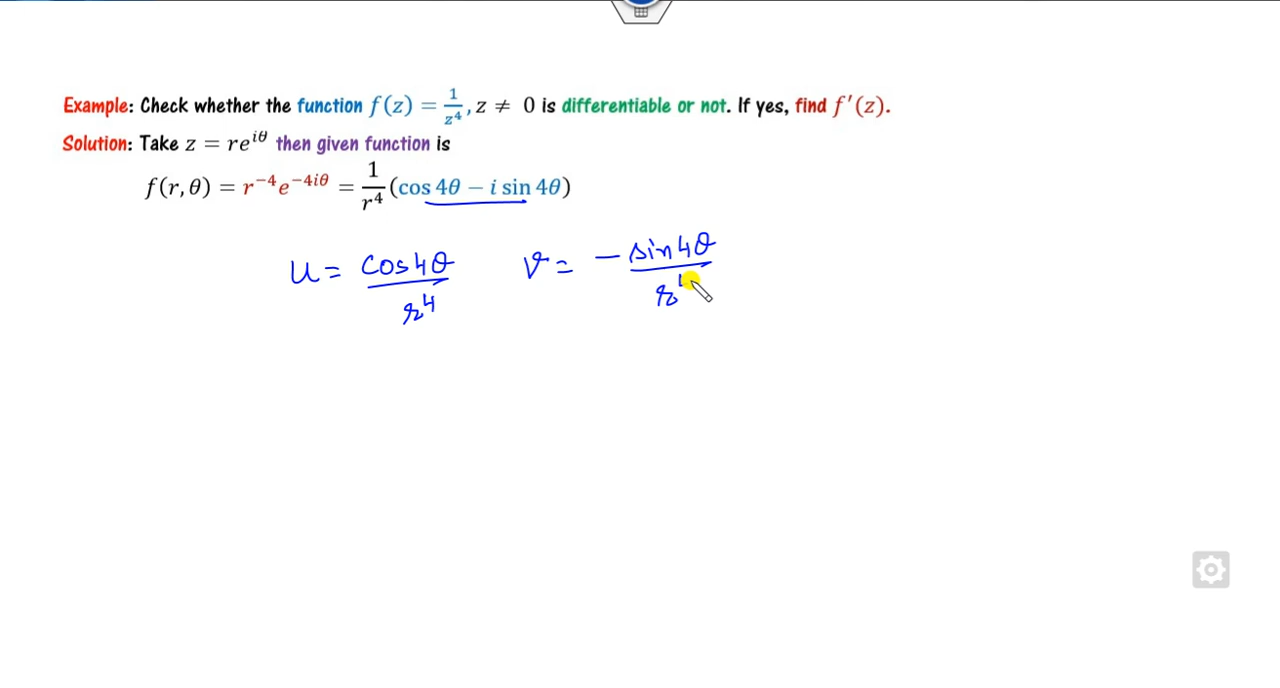 Example: Check whether the function f(z) = 1/z⁴, z ≠ 0 is differentiable or not. If yes, find f′(z).
Solution: Take z = re^{iθ} then given function is
f(r, θ) = r⁻⁴e^{−4iθ} = 1/r⁴ (cos 4θ − i sin 4θ)
u = cos4θ/r⁴ v = −sin4θ/r⁴